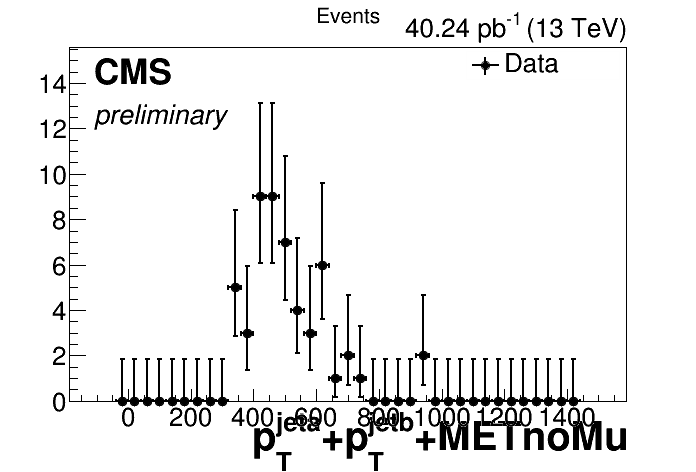 Events
40.24 pb-1 (13 TeV)
CMS
Data
preliminary
14
12
10
8
6
4
2
0
0 200 400 600 800 1000 1200 1400
pTjeta+pTjetb+METnoMu